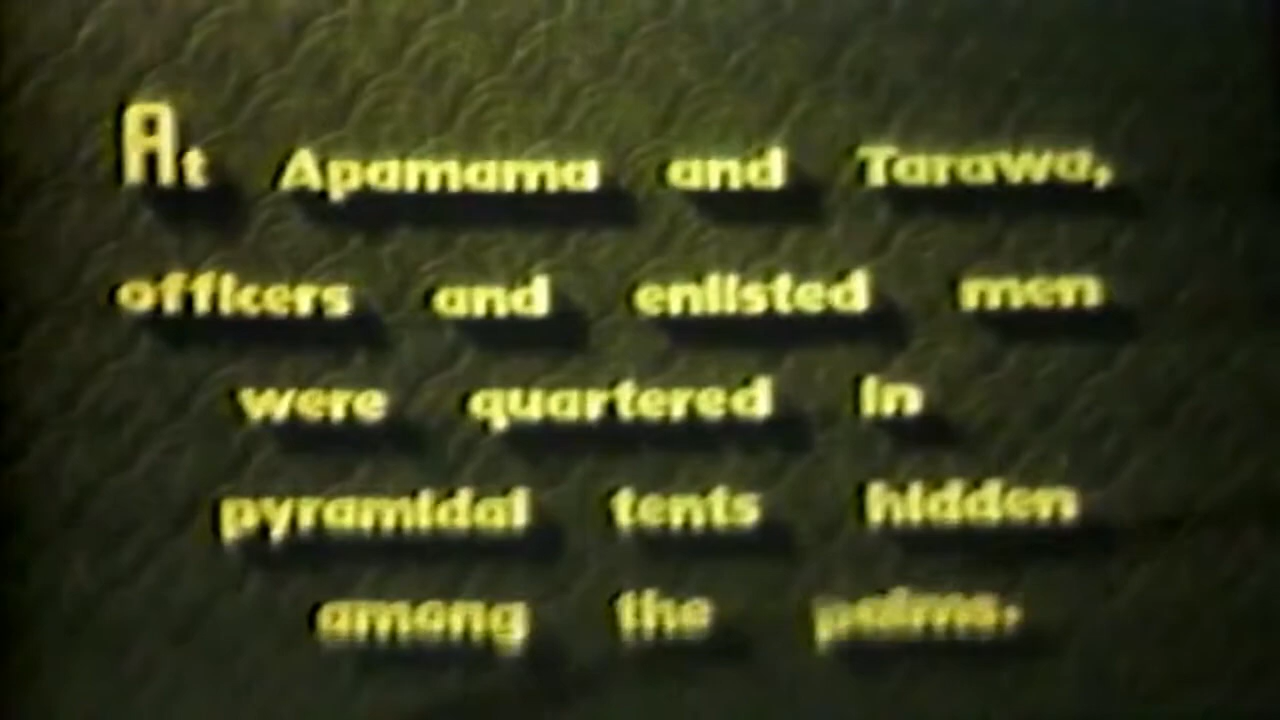 At Apamama and Tarawa,
officers and enlisted men
were quartered in
pyramidal tents hidden
among the palms.